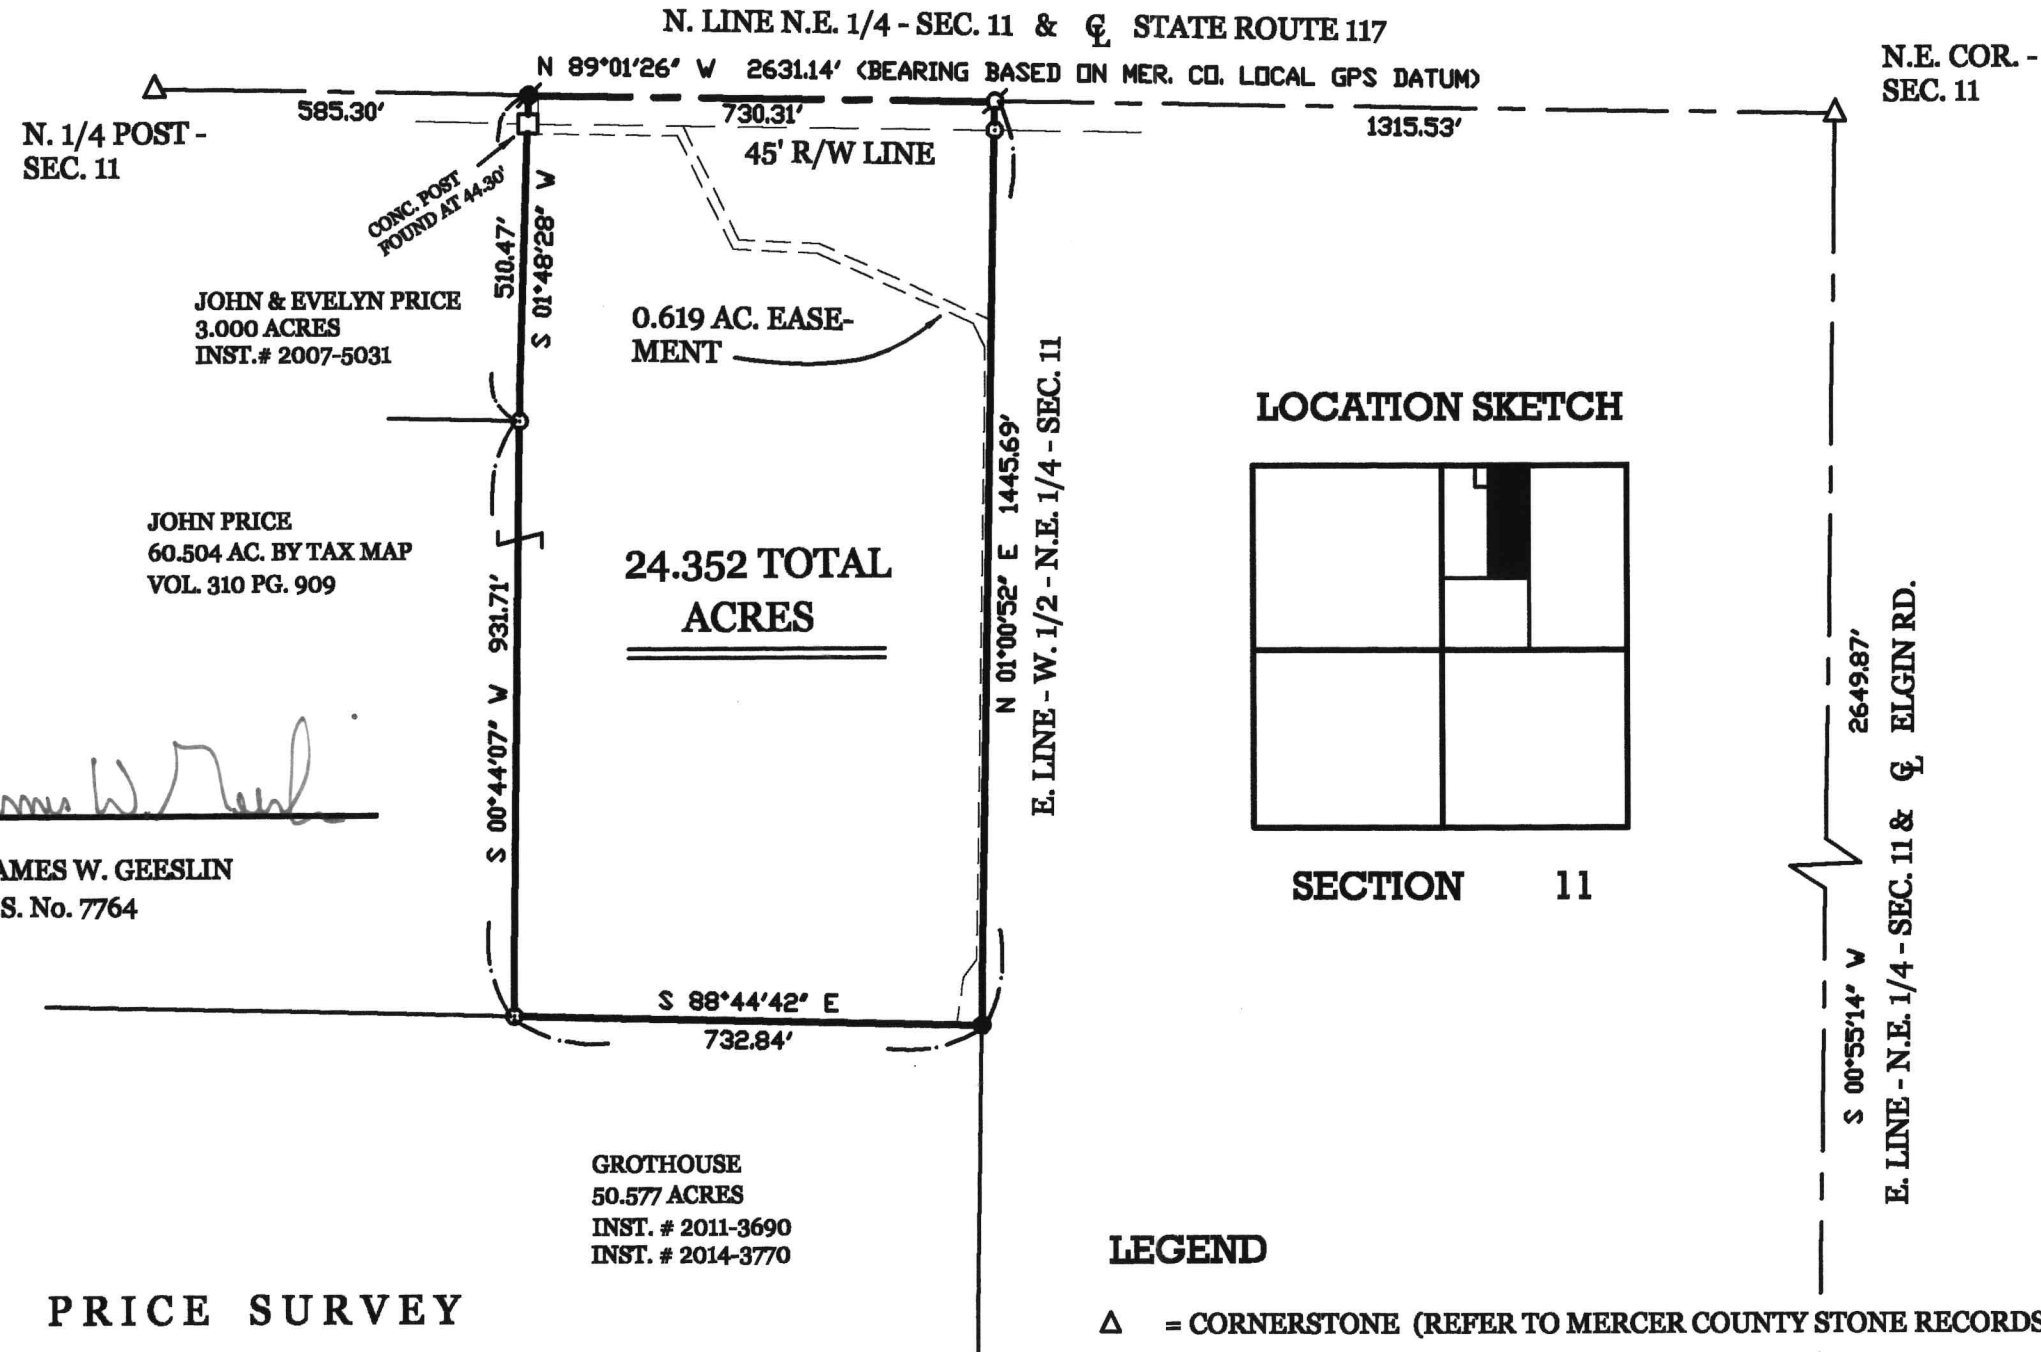 N. LINE N.E. 1/4 - SEC. 11 & ℄ STATE ROUTE 117
N 89°01'26" W 2631.14' (BEARING BASED ON MER. CO. LOCAL GPS DATUM)
N.E. COR. -
SEC. 11
585.30'
730.31'
1315.53'
N. 1/4 POST -
SEC. 11
45' R/W LINE
CONC. POST
FOUND AT 44.30'
510.47'
S 01°48'28" W
JOHN & EVELYN PRICE
3.000 ACRES
INST.# 2007-5031
0.619 AC. EASE-
MENT
N 01°00'52" E 1445.69'
E. LINE - W. 1/2 - N.E. 1/4 - SEC. 11
LOCATION SKETCH
JOHN PRICE
60.504 AC. BY TAX MAP
VOL. 310 PG. 909
24.352 TOTAL
ACRES
S 00°44'07" W 931.71'
SECTION 11
S 00°55'14" W 2649.87'
E. LINE - N.E. 1/4 - SEC. 11 & ℄ ELGIN RD.
AMES W. GEESLIN
S. No. 7764
S 88°44'42" E
732.84'
GROTHOUSE
50.577 ACRES
INST. # 2011-3690
INST. # 2014-3770
LEGEND
PRICE SURVEY
△ = CORNERSTONE (REFER TO MERCER COUNTY STONE RECORDS